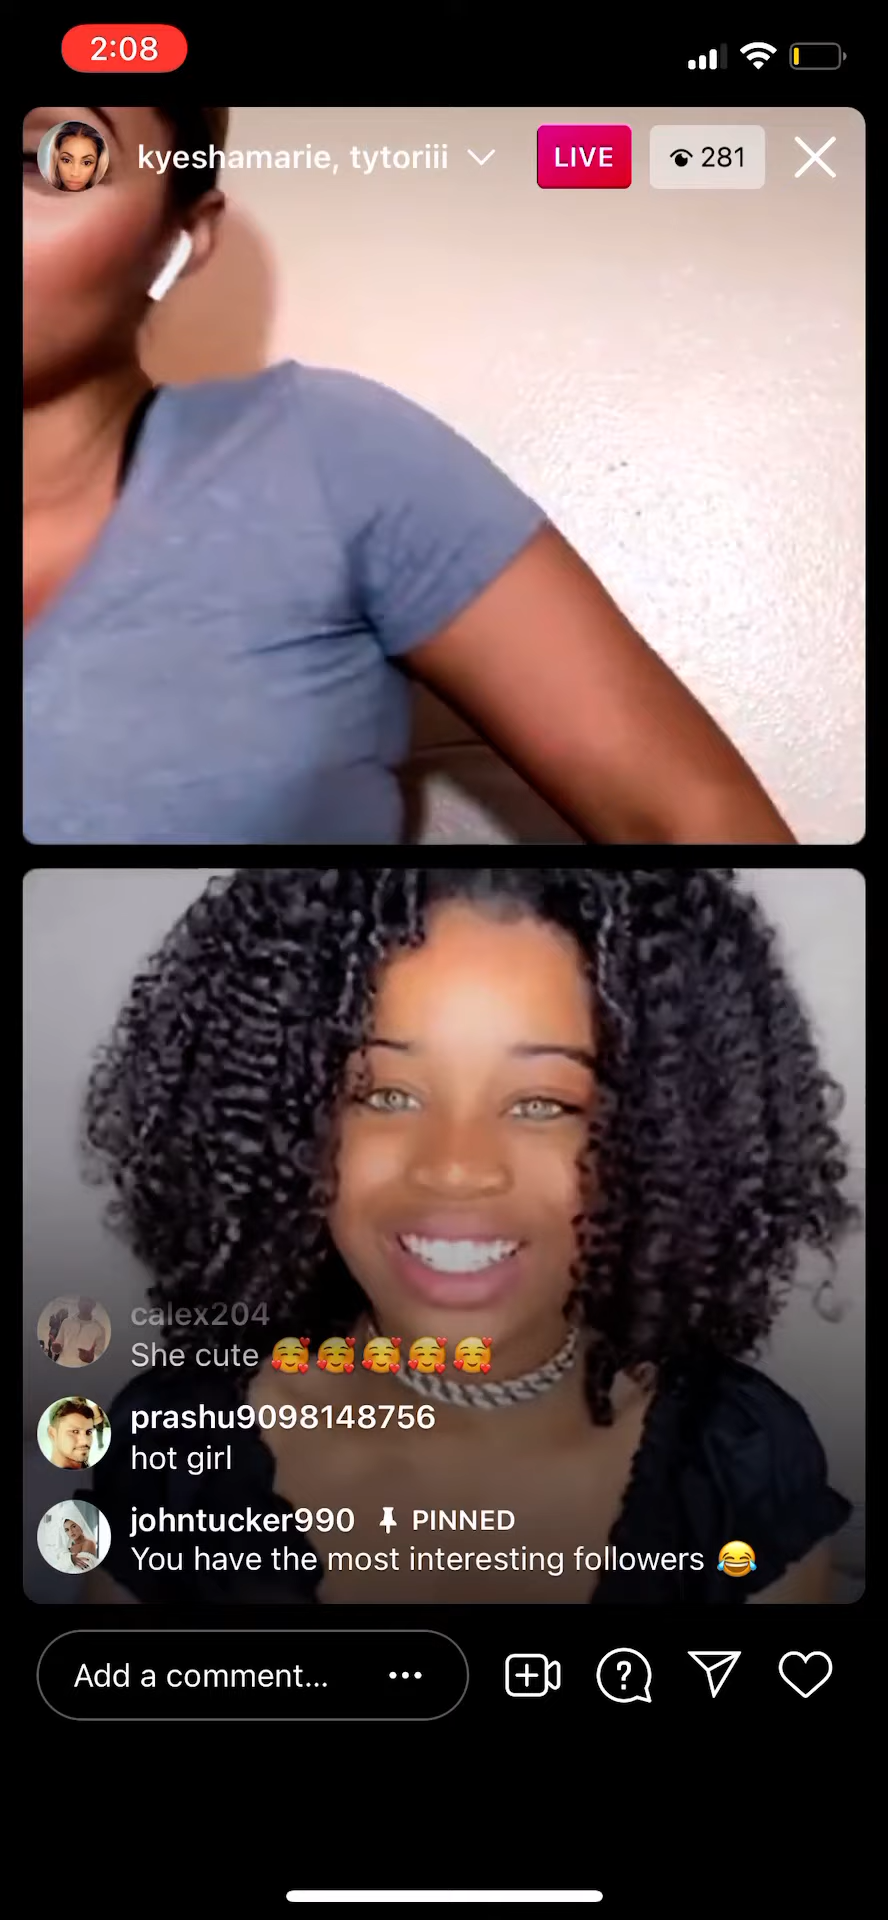 2:08
kyeshamarie, tytoriii
LIVE
281
calex204
She cute 🥰🥰🥰🥰🥰
prashu9098148756
hot girl
johntucker990 PINNED
You have the most interesting followers 😂
Add a comment...